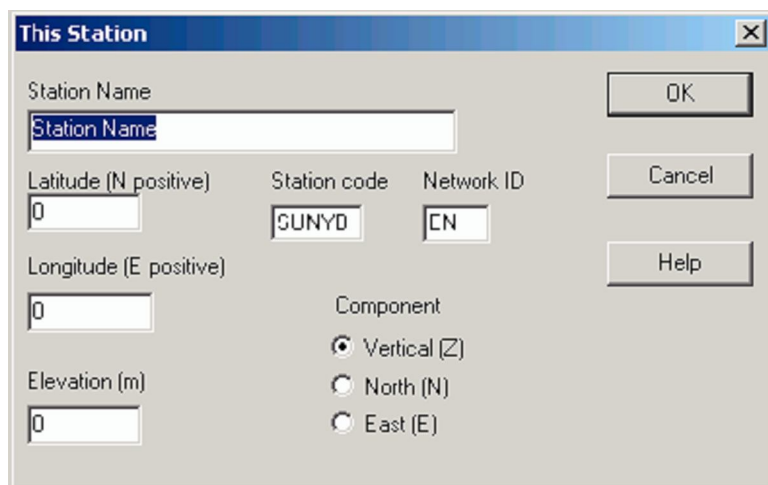 This Station
Station Name
OK
Station Name
Latitude (N positive) Station code Network ID Cancel
0 SUNYD EN
Longitude (E positive) Help
0 Component
Vertical (Z)
Elevation (m) North (N)
0 East (E)